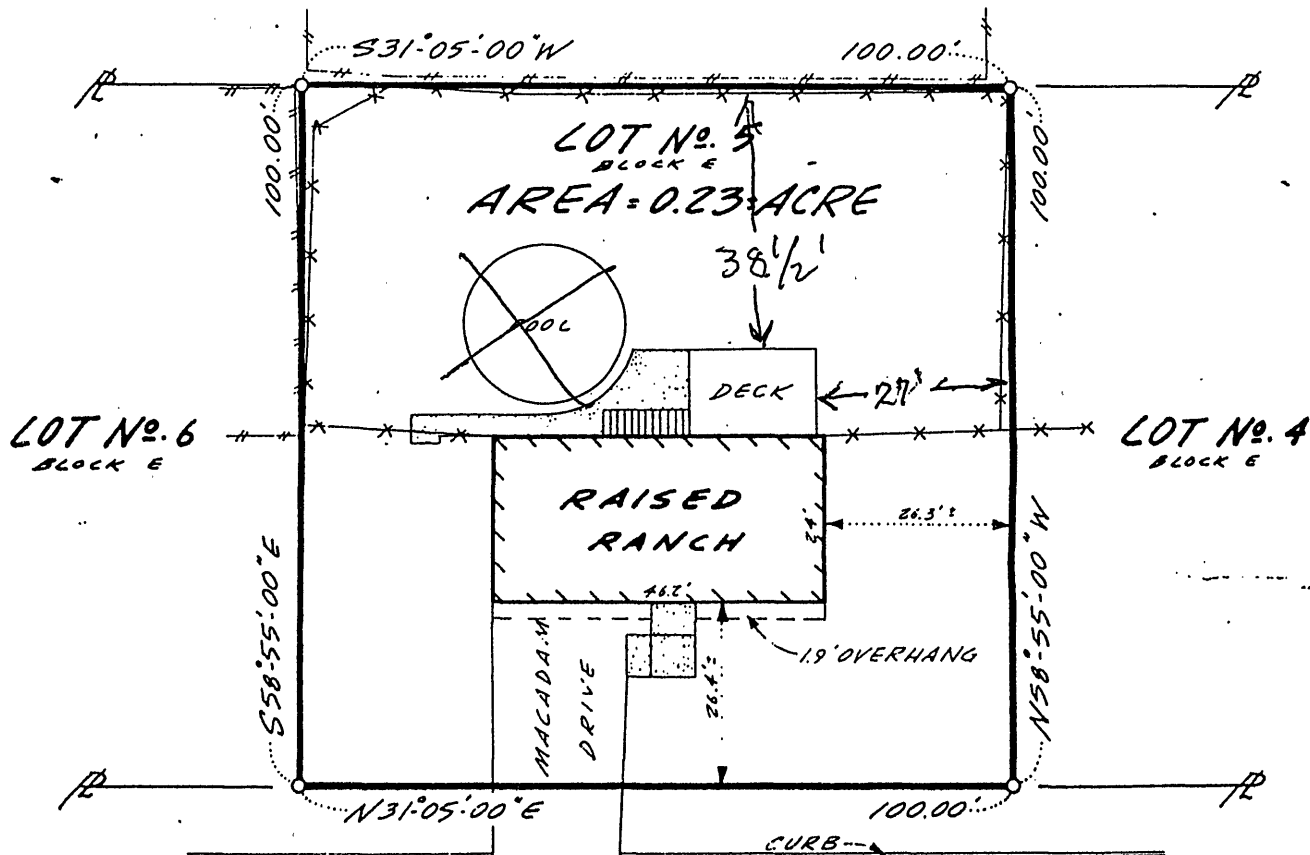 S31°-05'-00"W
100.00'
100.00'
100.00'
LOT Nº. 5
BLOCK E
AREA = 0.23± ACRE
38 1/2'
POOL
DECK
27'
LOT Nº. 6
BLOCK E
LOT Nº. 4
BLOCK E
RAISED
RANCH
24'
26.3'±
46.2'
1.9' OVERHANG
26.4'±
MACADAM
DRIVE
S58°-55'-00"E
N58°-55'-00"W
N31°-05'-00"E
100.00'
CURB